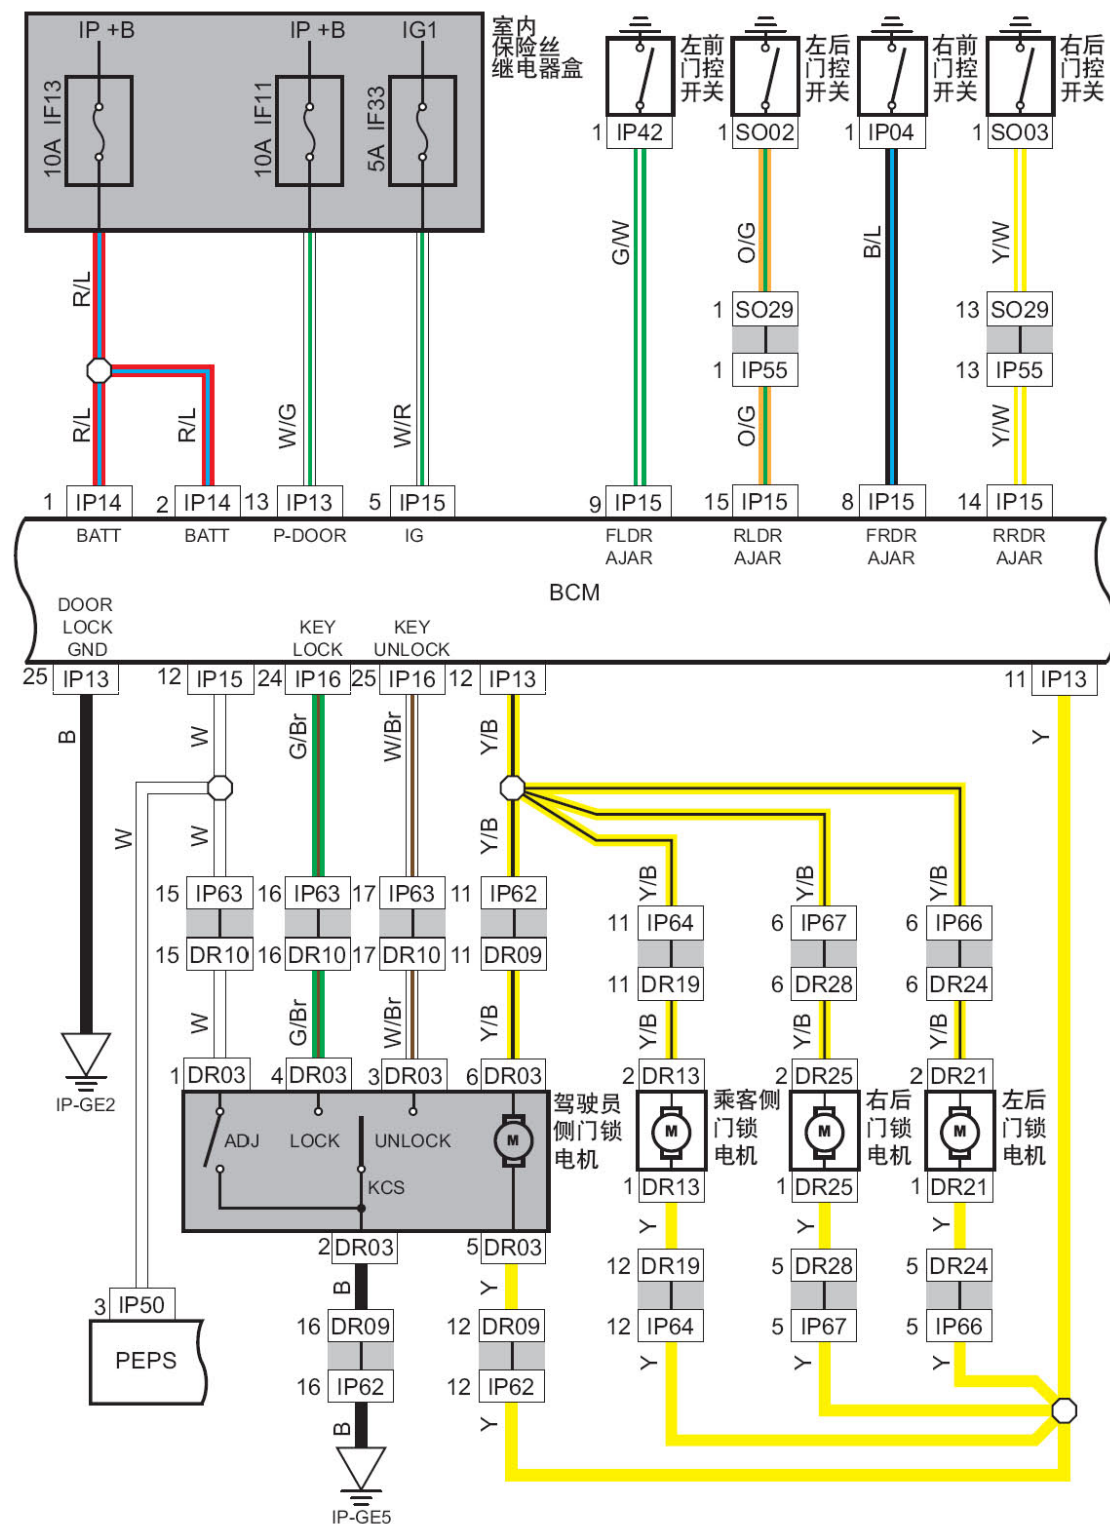 IP +B
IP +B
IG1
室内
保险丝
继电器盒
10A IF13
10A IF11
5A IF33
左前
门控
开关
左后
门控
开关
右前
门控
开关
右后
门控
开关
1 IP42
1 SO02
1 IP04
1 SO03
R/L
G/W
O/G
B/L
Y/W
1 SO29
13 SO29
1 IP55
13 IP55
R/L
R/L
W/G
W/R
O/G
Y/W
1 IP14
2 IP14
13 IP13
5 IP15
9 IP15
15 IP15
8 IP15
14 IP15
BATT
BATT
P-DOOR
IG
FLDR
AJAR
RLDR
AJAR
FRDR
AJAR
RRDR
AJAR
BCM
DOOR
LOCK
GND
KEY
LOCK
KEY
UNLOCK
25 IP13
12 IP15
24 IP16
25 IP16
12 IP13
11 IP13
B
W
G/Br
W/Br
Y/B
Y
W
W
Y/B
Y/B
Y/B
Y/B
15 IP63
16 IP63
17 IP63
11 IP62
11 IP64
6 IP67
6 IP66
15 DR10
16 DR10
17 DR10
11 DR09
11 DR19
6 DR28
6 DR24
W
G/Br
W/Br
Y/B
Y/B
Y/B
Y/B
IP-GE2
1 DR03
4 DR03
3 DR03
6 DR03
2 DR13
2 DR25
2 DR21
ADJ
LOCK
UNLOCK
KCS
M
驾驶员
侧门锁
电机
M
乘客侧
门锁
电机
M
右后
门锁
电机
M
左后
门锁
电机
1 DR13
1 DR25
1 DR21
2 DR03
5 DR03
Y
Y
Y
B
Y
12 DR19
5 DR28
5 DR24
3 IP50
16 DR09
12 DR09
12 IP64
5 IP67
5 IP66
PEPS
16 IP62
12 IP62
Y
Y
Y
B
Y
IP-GE5